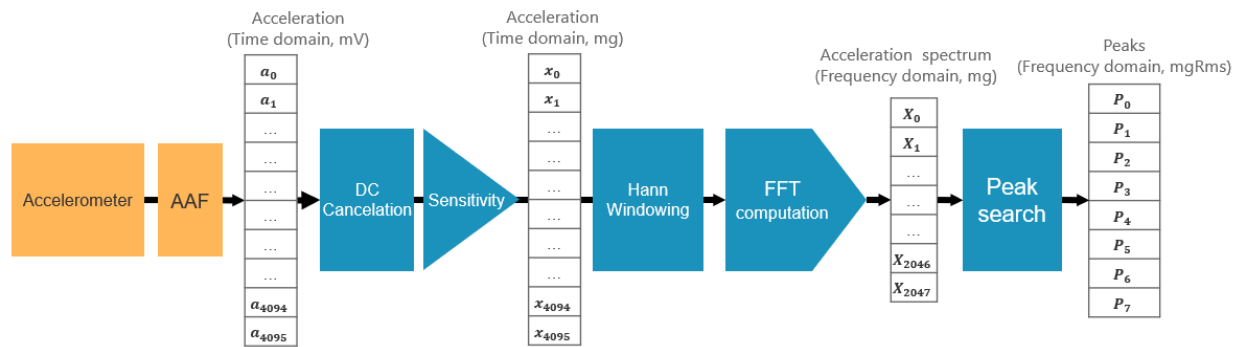 Acceleration
(Time domain, mV)
Acceleration
(Time domain, mg)
Acceleration spectrum
(Frequency domain, mg)
Peaks
(Frequency domain, mgRms)
Accelerometer
AAF
a₀
a₁
...
...
...
...
...
...
a₄₀₉₄
a₄₀₉₅
DC
Cancelation
Sensitivity
x₀
x₁
...
...
...
...
...
...
x₄₀₉₄
x₄₀₉₅
Hann
Windowing
FFT
computation
X₀
X₁
...
...
...
X₂₀₄₆
X₂₀₄₇
Peak
search
P₀
P₁
P₂
P₃
P₄
P₅
P₆
P₇